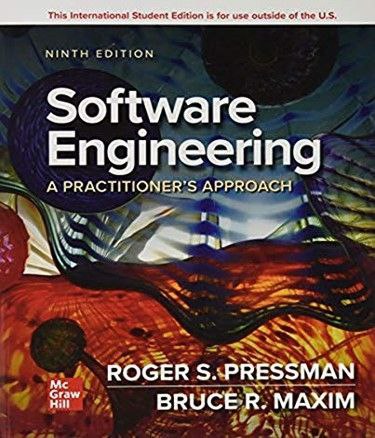 This International Student Edition is for use outside of the U.S.
NINTH EDITION
Software
Engineering
A PRACTITIONER'S APPROACH
Mc
Graw
Hill
ROGER S. PRESSMAN
BRUCE R. MAXIM